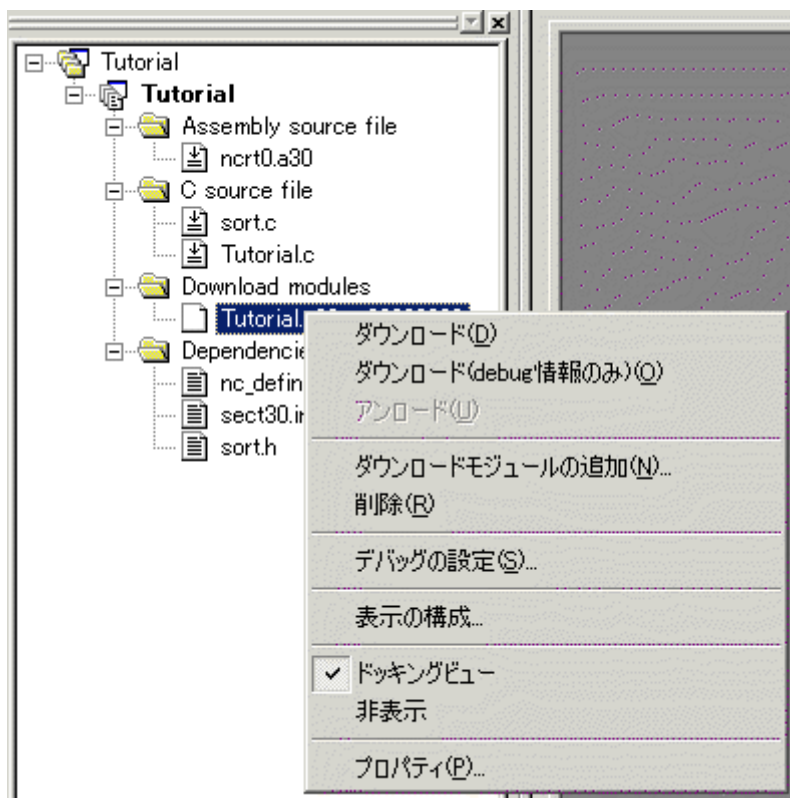 Tutorial
Tutorial
Assembly source file
ncrt0.a30
C source file
sort.c
Tutorial.c
Download modules
Tutorial.
Dependencie
nc_defin
sect30.in
sort.h
ダウンロード(D)
ダウンロード(debug情報のみ)(O)
アンロード(U)
ダウンロードモジュールの追加(N)...
削除(R)
デバッグの設定(S)...
表示の構成...
ドッキングビュー
非表示
プロパティ(P)...